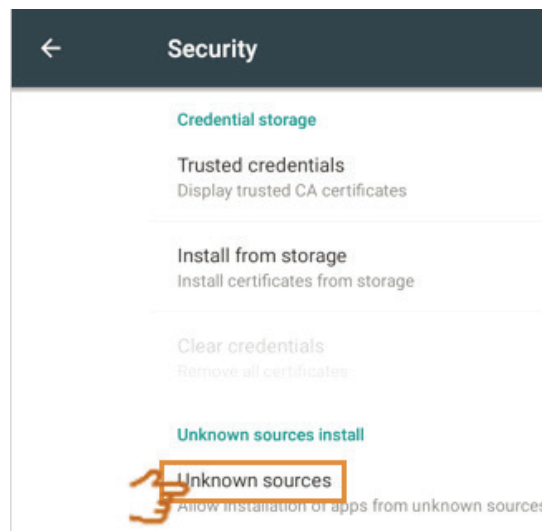 Security
Credential storage
Trusted credentials
Display trusted CA certificates
Install from storage
Install certificates from storage
Clear credentials
Remove all certificates
Unknown sources install
Unknown sources
Allow installation of apps from unknown sources